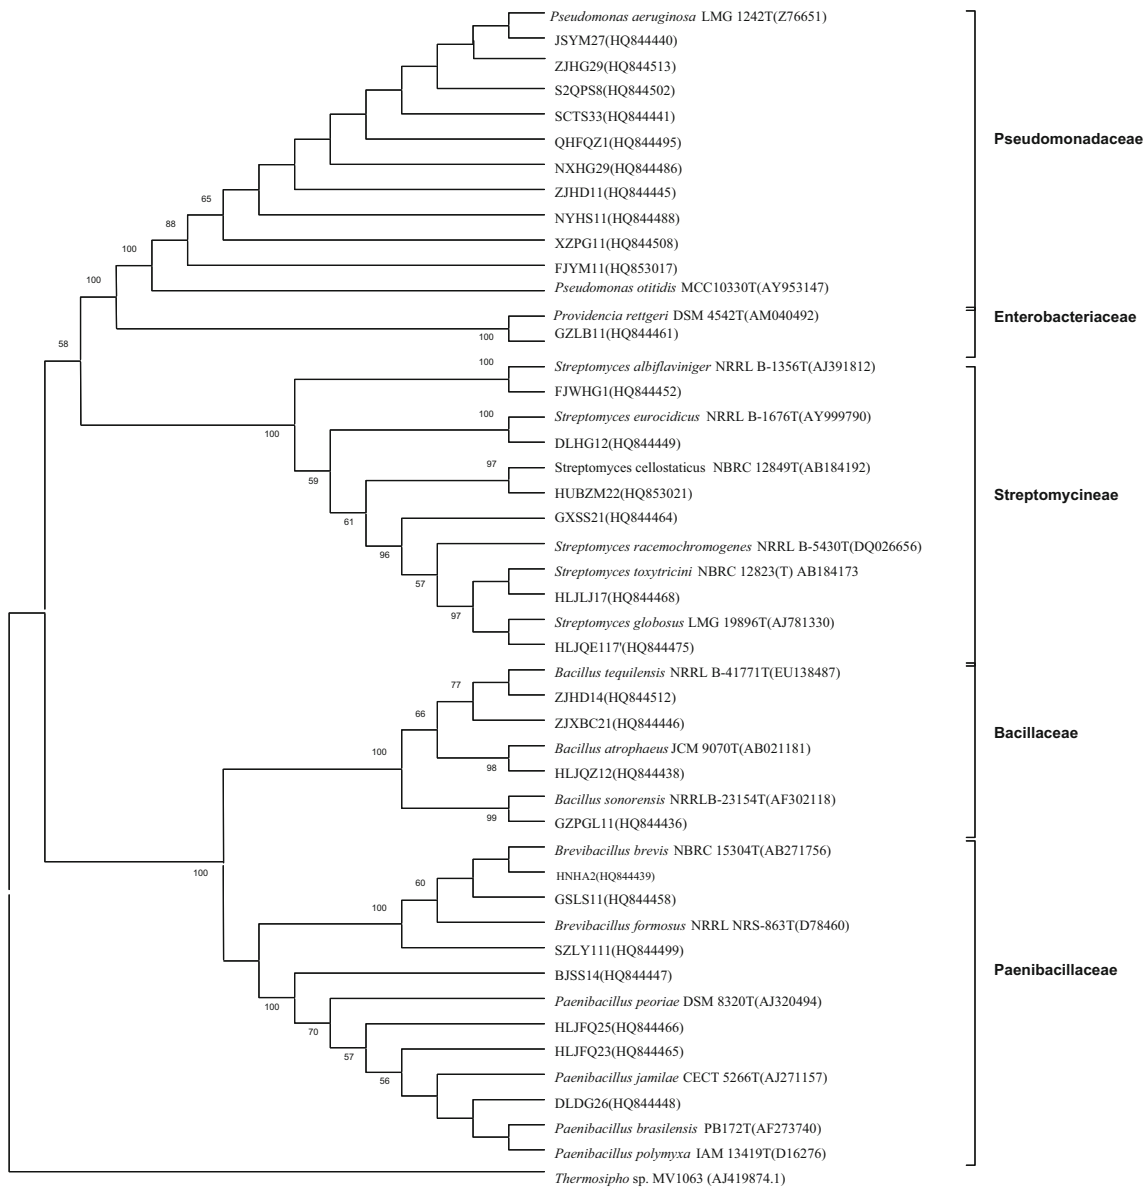 Pseudomonas aeruginosa LMG 1242T(Z76651)
JSYM27(HQ844440)
ZJHG29(HQ844513)
S2QPS8(HQ844502)
SCTS33(HQ844441)
QHFQZ1(HQ844495)
Pseudomonadaceae
NXHG29(HQ844486)
ZJHD11(HQ844445)
65
NYHS11(HQ844488)
88
XZPG11(HQ844508)
100
FJYM11(HQ853017)
100
Pseudomonas otitidis MCC10330T(AY953147)
Providencia rettgeri DSM 4542T(AM040492)
Enterobacteriaceae
100
GZLB11(HQ844461)
58
100
Streptomyces albiflaviniger NRRL B-1356T(AJ391812)
FJWHG1(HQ844452)
100
Streptomyces eurocidicus NRRL B-1676T(AY999790)
100
DLHG12(HQ844449)
97
Streptomyces cellostaticus NBRC 12849T(AB184192)
59
HUBZM22(HQ853021)
Streptomycineae
61
GXSS21(HQ844464)
96
Streptomyces racemochromogenes NRRL B-5430T(DQ026656)
57
Streptomyces toxytricini NBRC 12823(T) AB184173
HLJLJ17(HQ844468)
97
Streptomyces globosus LMG 19896T(AJ781330)
HLJQE117'(HQ844475)
Bacillus tequilensis NRRL B-41771T(EU138487)
77
ZJHD14(HQ844512)
66
ZJXBC21(HQ844446)
Bacillaceae
100
Bacillus atrophaeus JCM 9070T(AB021181)
98
HLJQZ12(HQ844438)
Bacillus sonorensis NRRLB-23154T(AF302118)
99
GZPGL11(HQ844436)
Brevibacillus brevis NBRC 15304T(AB271756)
100
HNHA2(HQ844439)
60
GSLS11(HQ844458)
100
Brevibacillus formosus NRRL NRS-863T(D78460)
SZLY111(HQ844499)
Paenibacillaceae
BJSS14(HQ844447)
100
Paenibacillus peoriae DSM 8320T(AJ320494)
70
HLJFQ25(HQ844466)
57
HLJFQ23(HQ844465)
56
Paenibacillus jamilae CECT 5266T(AJ271157)
DLDG26(HQ844448)
Paenibacillus brasilensis PB172T(AF273740)
Paenibacillus polymyxa IAM 13419T(D16276)
Thermosipho sp. MV1063 (AJ419874.1)